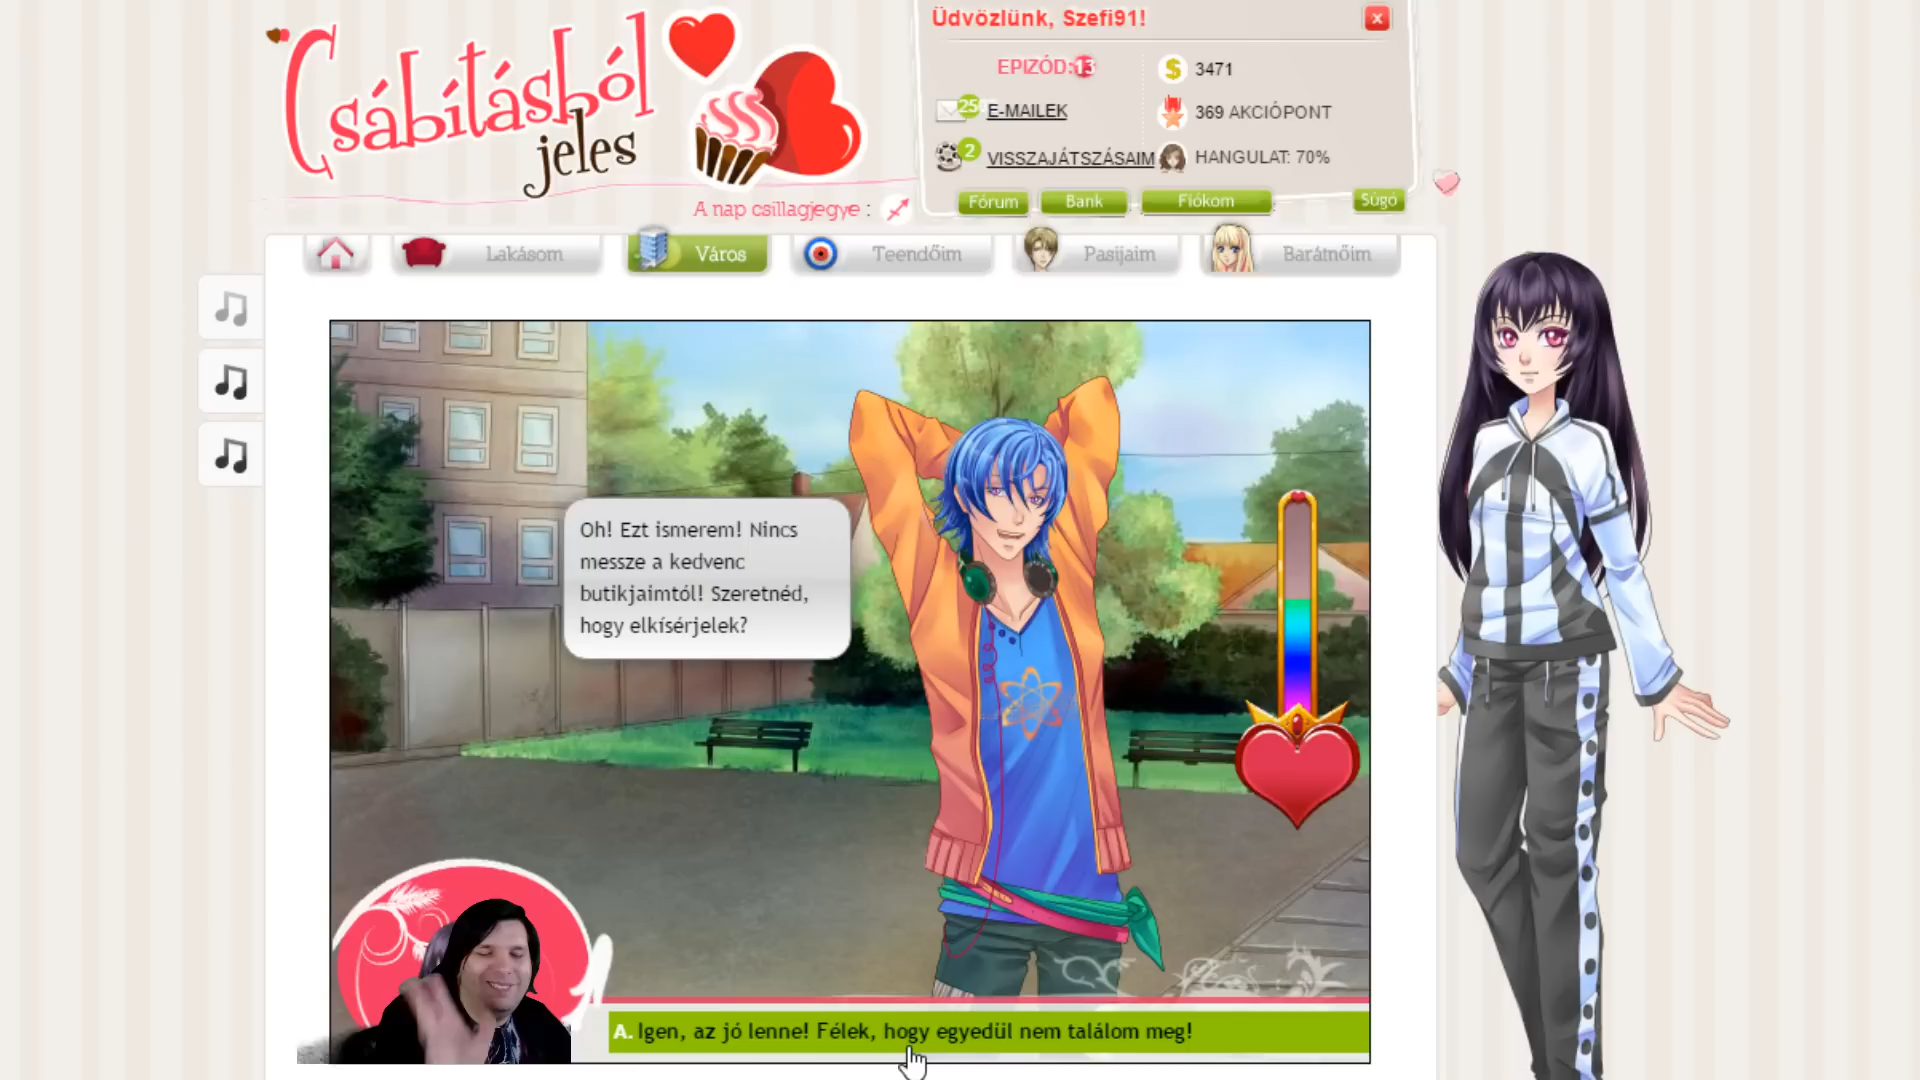 Csábításból
jeles
A nap csillagjegye :
Üdvözlünk, Szefi91!
EPIZÓD: 13
3471
25 E-MAILEK
369 AKCIÓPONT
2 VISSZAJÁTSZÁSAIM
HANGULAT: 70%
Fórum
Bank
Fiókom
Súgó
Lakásom
Város
Teendőim
Pasijaim
Barátnőim
Oh! Ezt ismerem! Nincs
messze a kedvenc
butikjaimtól! Szeretnéd,
hogy elkísérjelek?
A. Igen, az jó lenne! Félek, hogy egyedül nem találom meg!